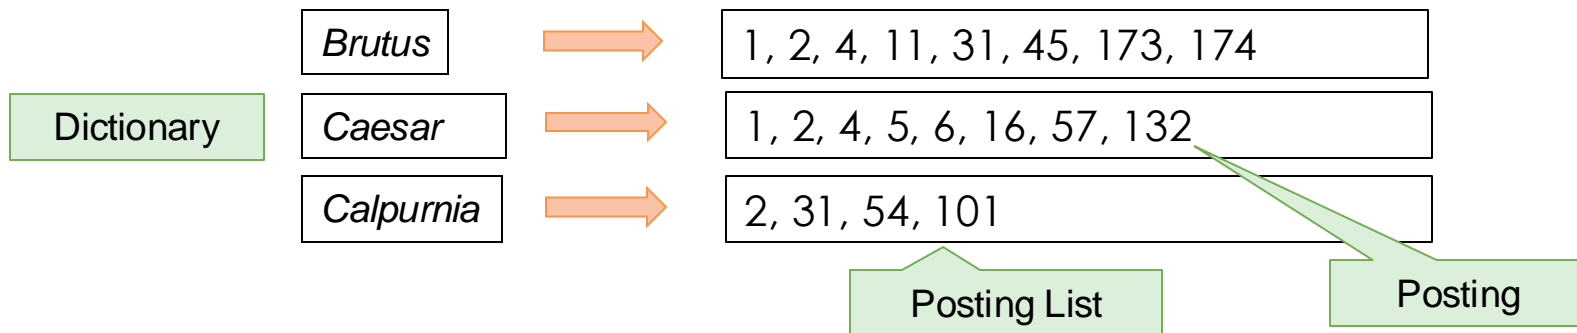 Brutus
1, 2, 4, 11, 31, 45, 173, 174
Dictionary
Caesar
1, 2, 4, 5, 6, 16, 57, 132
Calpurnia
2, 31, 54, 101
Posting List
Posting